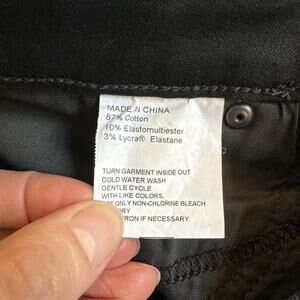 MADE IN CHINA
87% Cotton
10% Elastomultiester
3% Lycra® Elastane
TURN GARMENT INSIDE OUT
COLD WATER WASH
GENTLE CYCLE
WITH LIKE COLORS,
ONLY NON-CHLORINE BLEACH
IRON IF NECESSARY